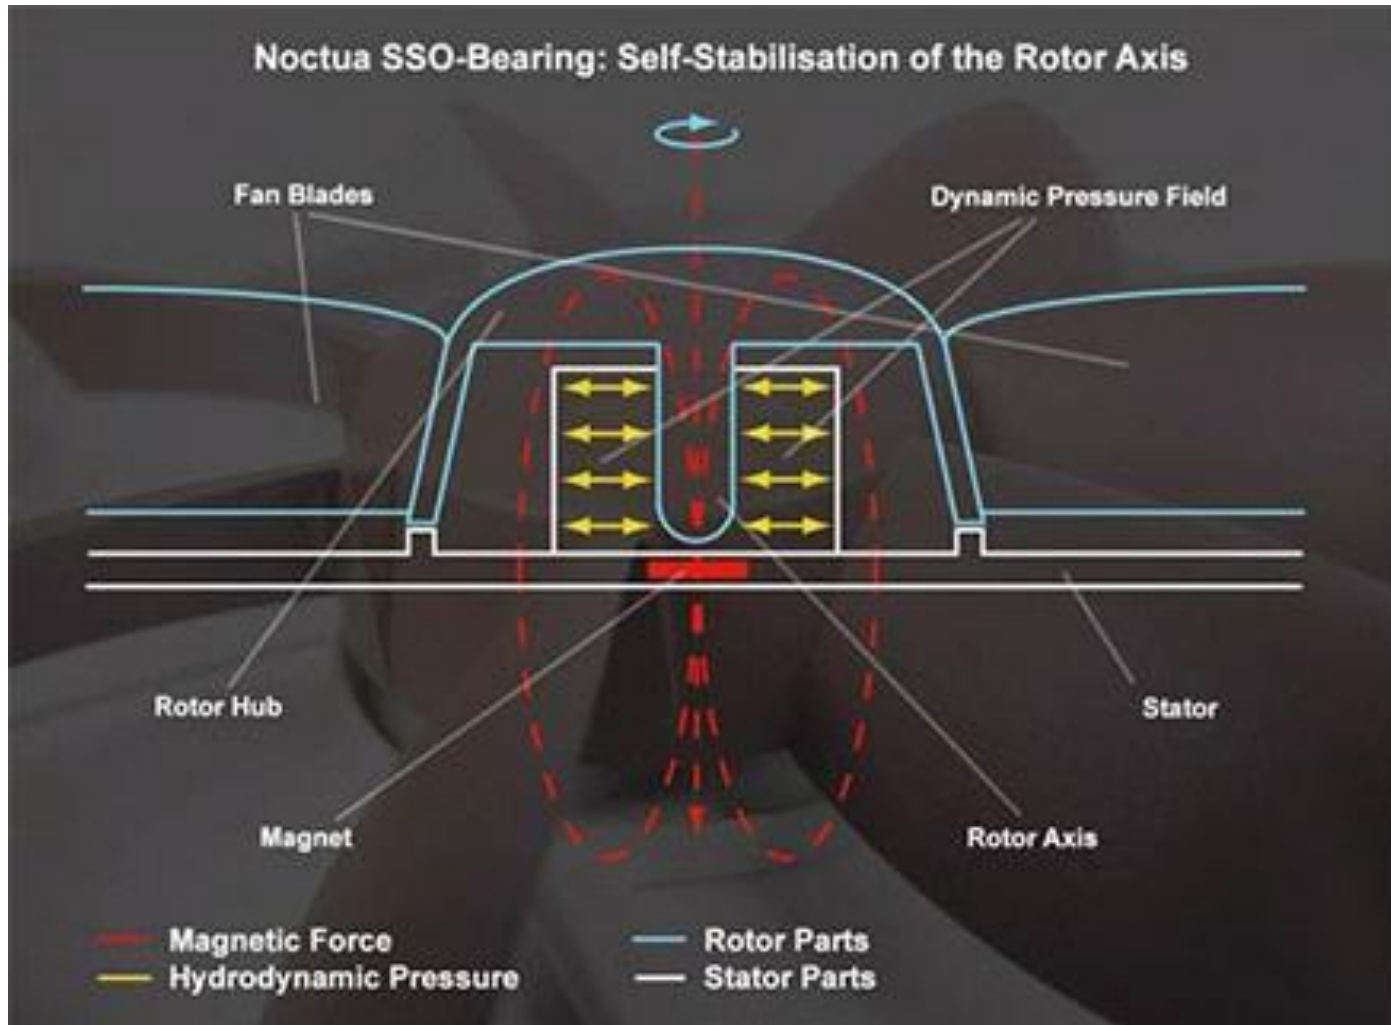 Noctua SSO-Bearing: Self-Stabilisation of the Rotor Axis
Fan Blades
Dynamic Pressure Field
Rotor Hub
Stator
Magnet
Rotor Axis
Magnetic Force
Rotor Parts
Hydrodynamic Pressure
Stator Parts